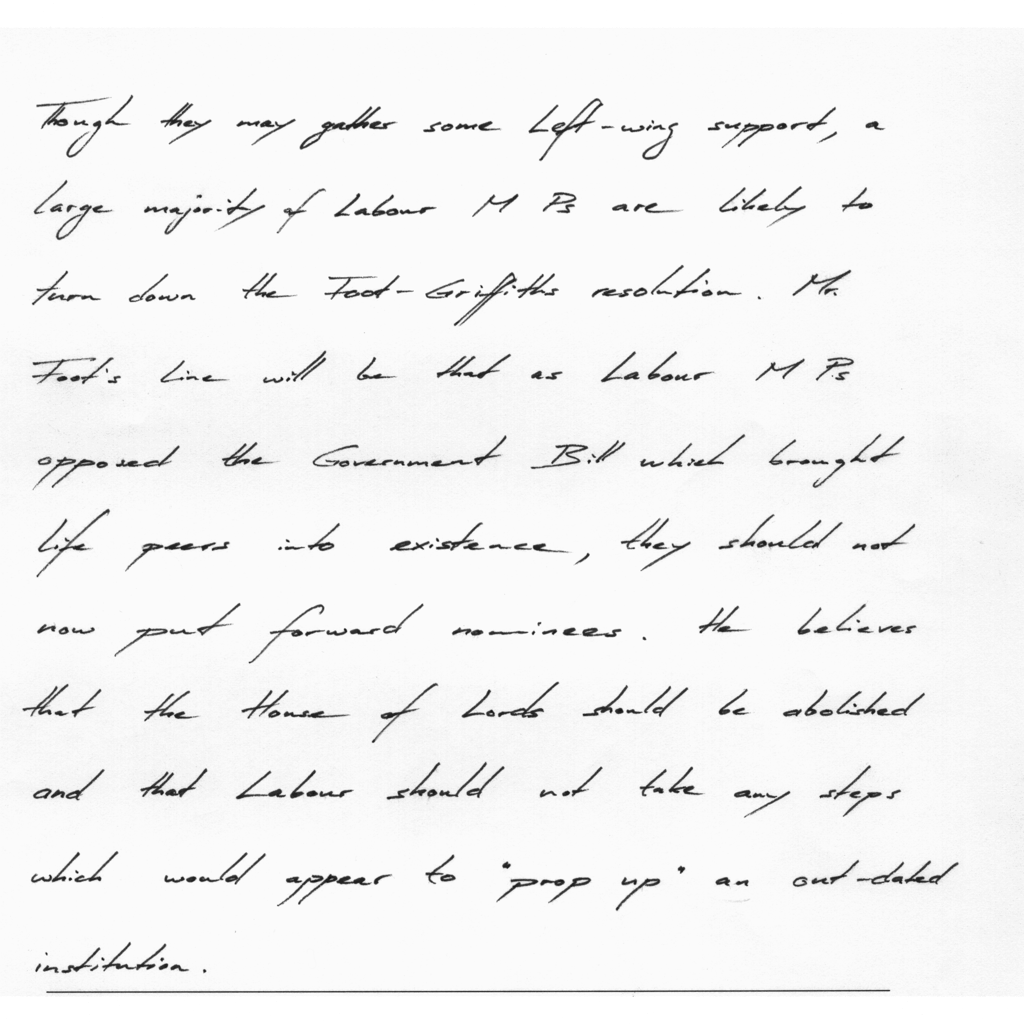 Though they may gather some Left-wing support, a
large majority of Labour M Ps are likely to
turn down the Foot-Griffiths resolution. Mr.
Foot's line will be that as Labour M Ps
opposed the Government Bill which brought
life peers into existence, they should not
now put forward nominees. He believes
that the House of Lords should be abolished
and that Labour should not take any steps
which would appear to "prop up" an out-dated
institution.